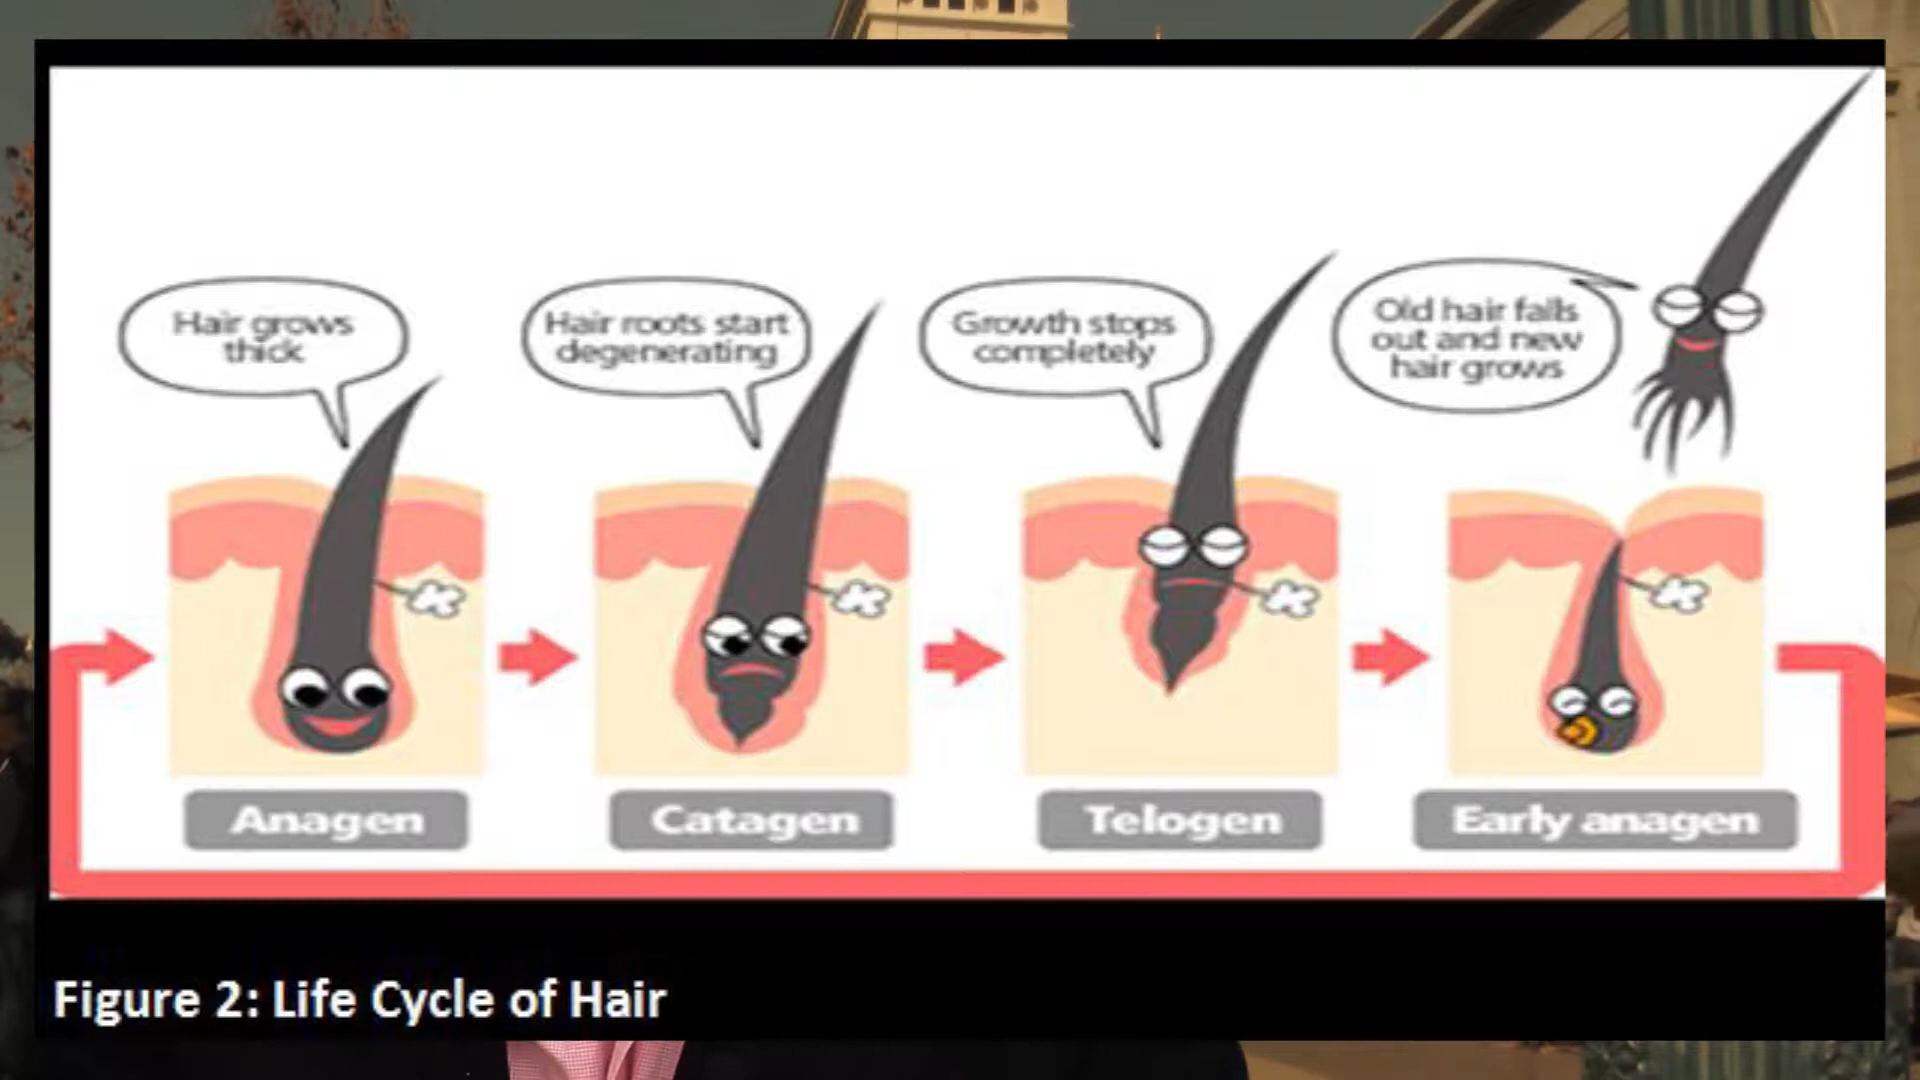 Hair grows
thick
Hair roots start
degenerating
Growth stops
completely
Old hair falls
out and new
hair grows
Anagen
Catagen
Telogen
Early anagen
Figure 2: Life Cycle of Hair